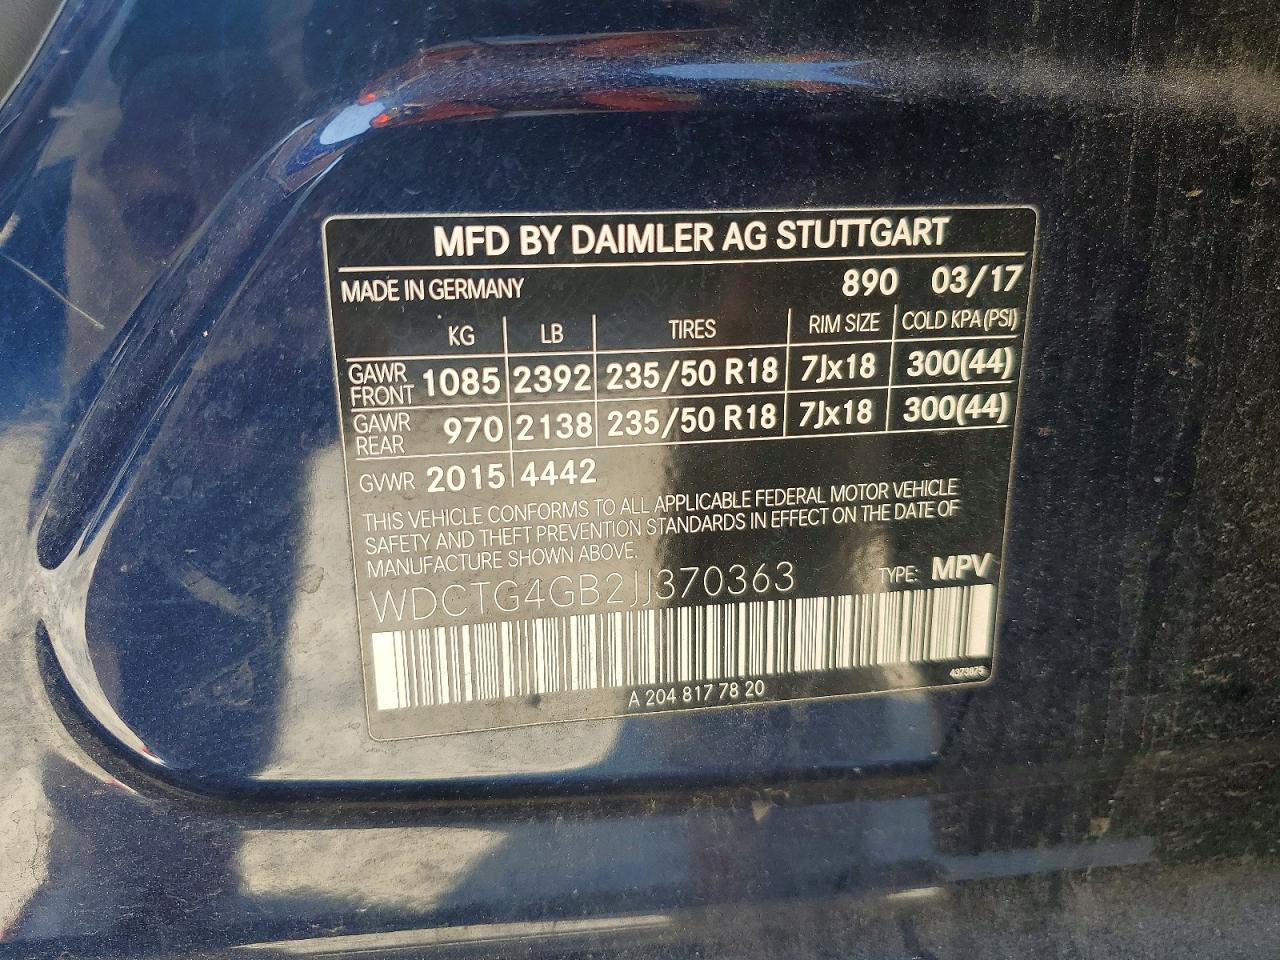 MFD BY DAIMLER AG STUTTGART
MADE IN GERMANY 890 03/17
KG LB TIRES RIM SIZE COLD KPA (PSI)
GAWR FRONT 1085 2392 235/50 R18 7Jx18 300(44)
GAWR REAR 970 2138 235/50 R18 7Jx18 300(44)
GVWR 2015 4442
THIS VEHICLE CONFORMS TO ALL APPLICABLE FEDERAL MOTOR VEHICLE
SAFETY AND THEFT PREVENTION STANDARDS IN EFFECT ON THE DATE OF
MANUFACTURE SHOWN ABOVE.
WDCTG4GB2JJ370363 TYPE: MPV
A 204 817 78 20 4373875